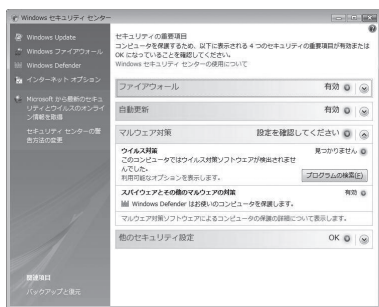 Windows セキュリティ センター
Windows Update
Windows ファイアウォール
Windows Defender
インターネット オプション
Microsoft から最新のセキュ
リティとウイルスのオンライ
ン情報を取得
セキュリティ センターの警
告方法の変更
関連項目
バックアップと復元
セキュリティの重要項目
コンピュータを保護するため、以下に表示される 4 つのセキュリティの重要項目が有効または
OK になっていることを確認してください。
Windows セキュリティ センターの使用について
ファイアウォール 有効
自動更新 有効
マルウェア対策 設定を確認してください
ウイルス対策 見つかりません
このコンピュータではウイルス対策ソフトウェアが検出されませ
んでした。
利用可能なオプションを表示します。 プログラムの検索(F)
スパイウェアとその他のマルウェアの対策 有効
Windows Defender はお使いのコンピュータを保護します。
マルウェア対策ソフトウェアによるコンピュータの保護の詳細について表示します。
他のセキュリティ設定 OK